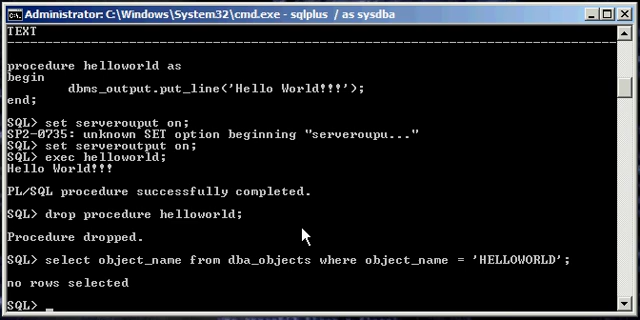 Administrator: C:\Windows\System32\cmd.exe - sqlplus / as sysdba
TEXT
--------------------------------------------------------------------------------
procedure helloworld as
begin
dbms_output.put_line('Hello World!!!');
end;
SQL> set serverouput on;
SP2-0735: unknown SET option beginning "serveroupu..."
SQL> set serveroutput on;
SQL> exec helloworld;
Hello World!!!
PL/SQL procedure successfully completed.
SQL> drop procedure helloworld;
Procedure dropped.
SQL> select object_name from dba_objects where object_name = 'HELLOWORLD';
no rows selected
SQL> _